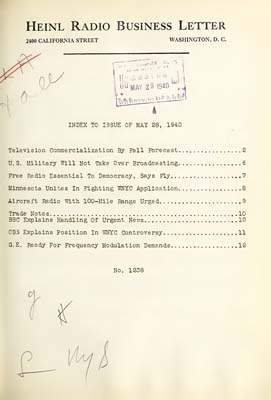 HEINL RADIO BUSINESS LETTER
2400 CALIFORNIA STREET WASHINGTON, D. C.
MAY 28 1940
INDEX TO ISSUE OF MAY 28, 1940
Television Commercialization By Fall Forecast....................2
U.S. Military Will Not Take Over Broadcasting....................6
Free Radio Essential To Democracy, Says Fly......................7
Minnesota Unites In Fighting WNYC Application....................8
Aircraft Radio With 100-Mile Range Urged.........................9
Trade Notes.....................................................10
BBC Explains Handling Of Urgent News............................10
CBS Explains Position In WNYC Controversy.......................11
G.E. Ready For Frequency Modulation Demands.....................12
No. 1238